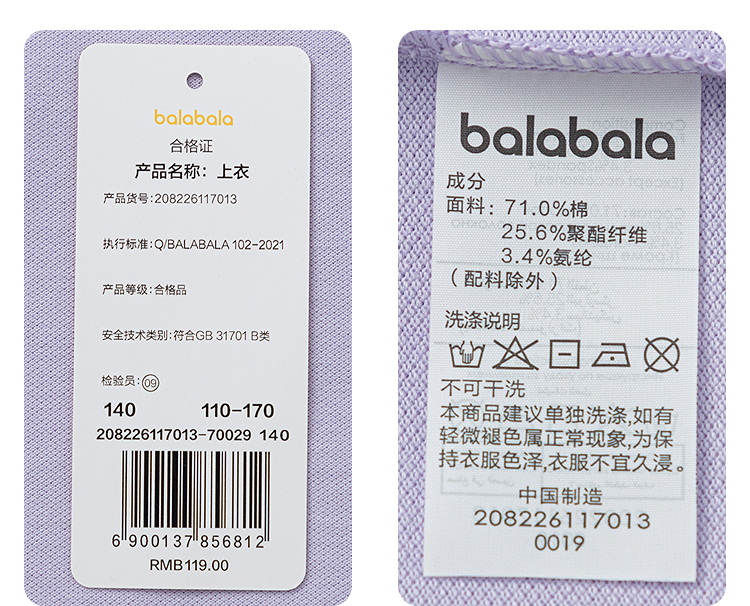 balabala
合格证
产品名称：上衣
产品货号:208226117013
执行标准:Q/BALABALA 102-2021
产品等级:合格品
安全技术类别:符合GB 31701 B类
检验员:09
140 110-170
208226117013-70029 140
6 900137 856812
RMB119.00
balabala
成分
面料: 71.0%棉
25.6%聚酯纤维
3.4%氨纶
（配料除外）
洗涤说明
不可干洗
本商品建议单独洗涤,如有
轻微褪色属正常现象,为保
持衣服色泽,衣服不宜久浸。
中国制造
208226117013
0019